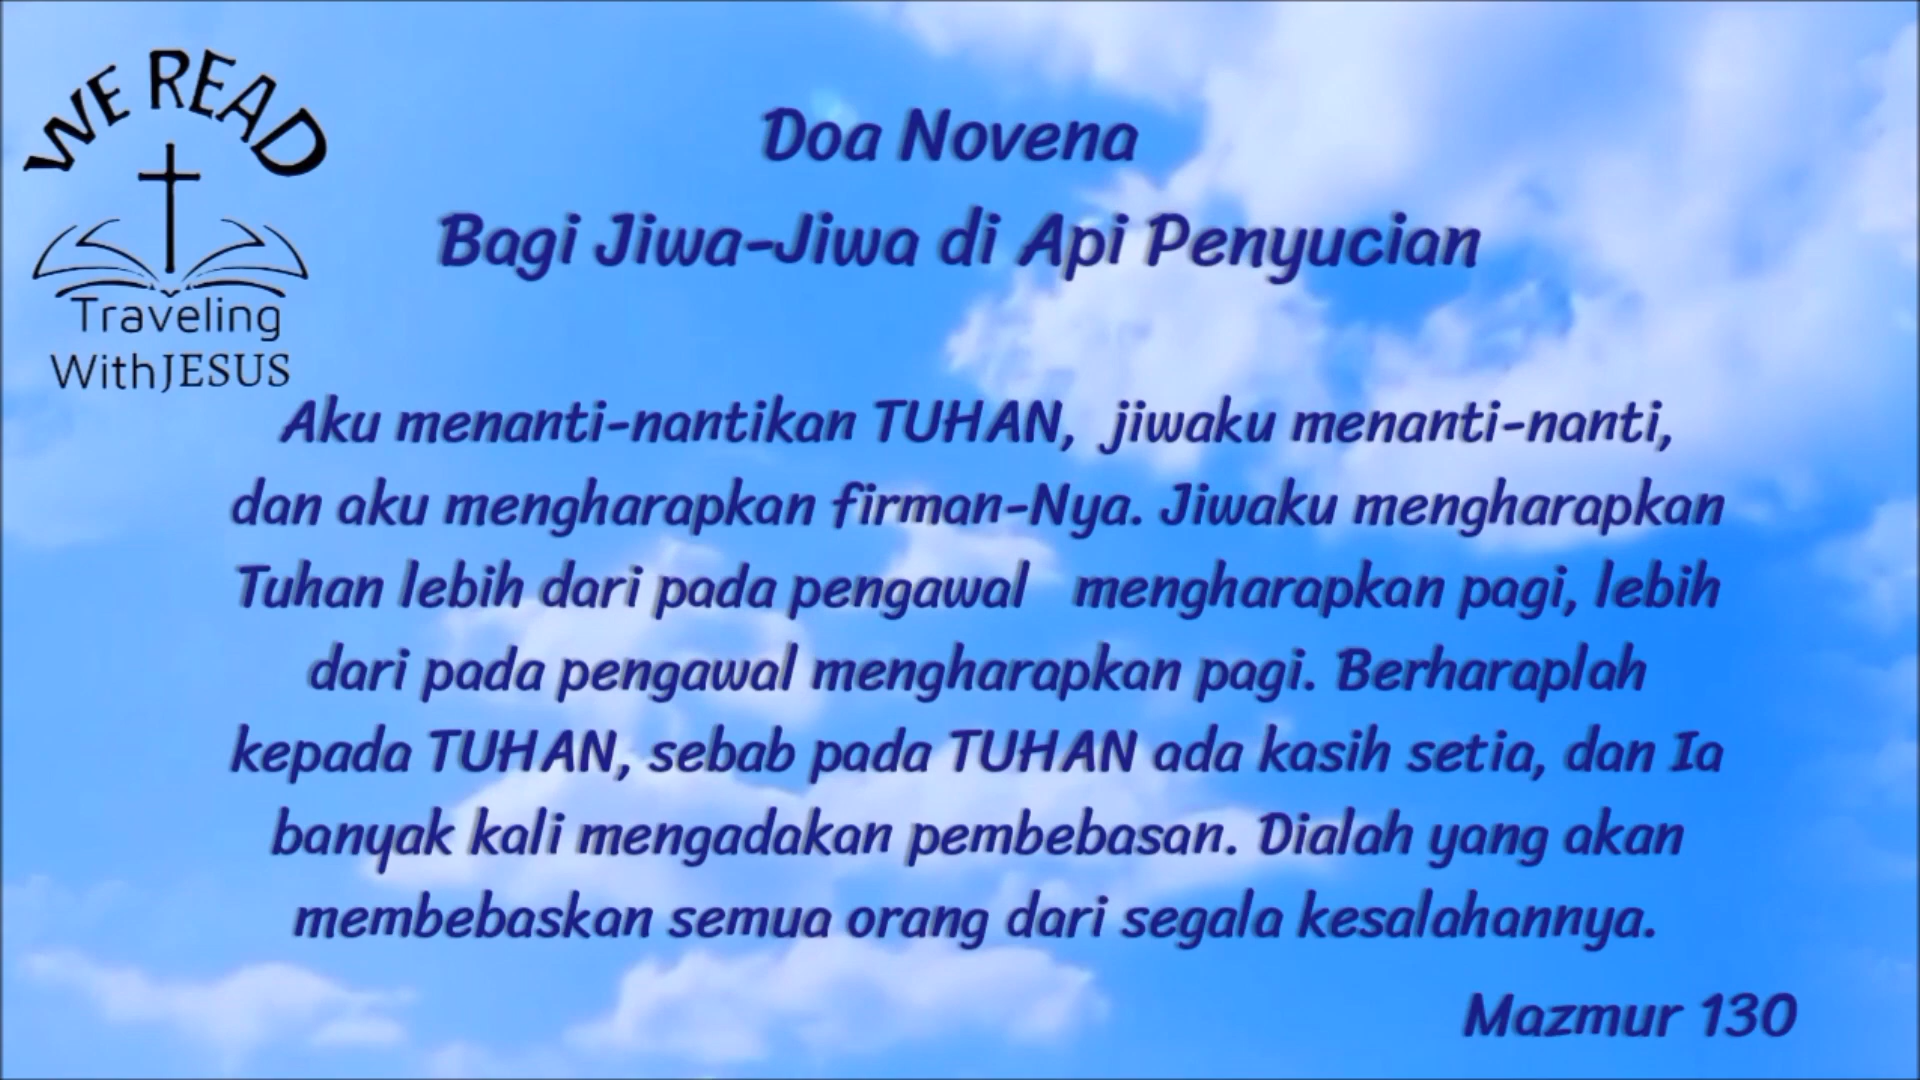 WE READ
Traveling
WithJESUS
Doa Novena
Bagi Jiwa-Jiwa di Api Penyucian
Aku menanti-nantikan TUHAN, jiwaku menanti-nanti,
dan aku mengharapkan firman-Nya. Jiwaku mengharapkan
Tuhan lebih dari pada pengawal mengharapkan pagi, lebih
dari pada pengawal mengharapkan pagi. Berharaplah
kepada TUHAN, sebab pada TUHAN ada kasih setia, dan Ia
banyak kali mengadakan pembebasan. Dialah yang akan
membebaskan semua orang dari segala kesalahannya.
Mazmur 130